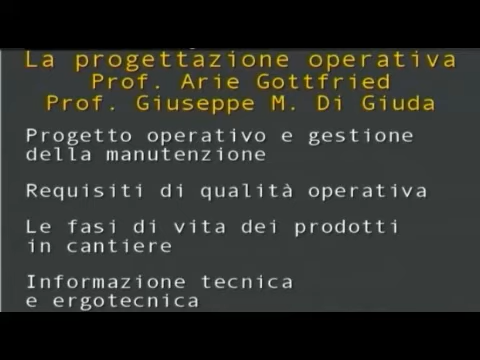 La progettazione operativa
Prof. Arie Gottfried
Prof. Giuseppe M. Di Giuda
Progetto operativo e gestione
della manutenzione
Requisiti di qualità operativa
Le fasi di vita dei prodotti
in cantiere
Informazione tecnica
e ergotecnica